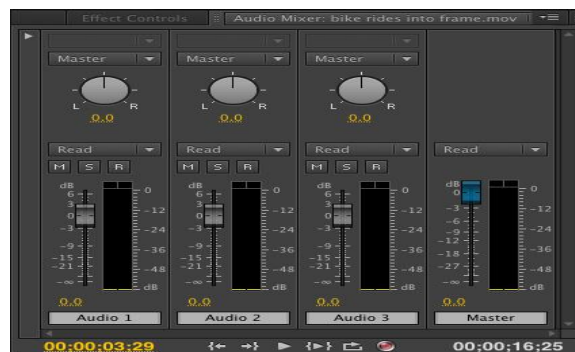 Effect Controls Audio Mixer: bike rides into frame.mov
Master Master Master
L R L R L R
0.0 0.0 0.0
Read Read Read Read
M S R M S R M S R
dB dB dB dB
6 0 6 0 6 0 0
3 3 3 3
0 -12 0 -12 0 -12 0 -12
-3 -24 -3 -24 -3 -24 -3 -24
-6
-9 -36 -9 -36 -9 -36 -9 -36
-12
-15 -15 -15 -18
-21 -48 -21 -48 -21 -48 -27 -48
-∞ dB -∞ dB -∞ dB -∞ dB
0.0 0.0 0.0 0.0
Audio 1 Audio 2 Audio 3 Master
00;00;03;29 00;00;16;25